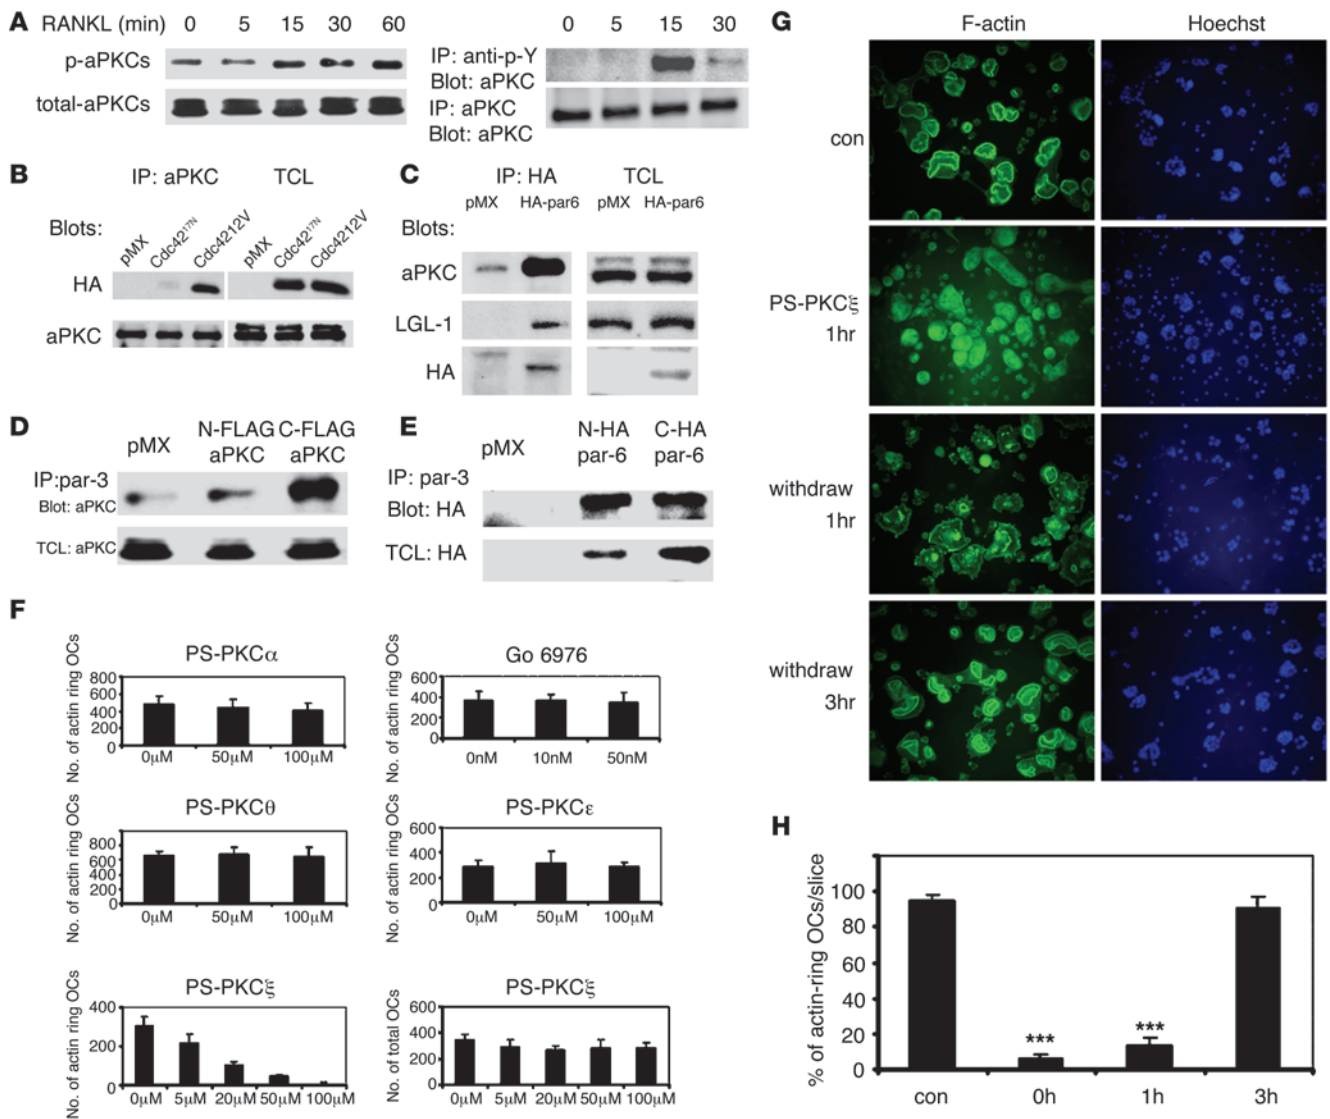 A RANKL (min) 0 5 15 30 60
p-aPKCs
total-aPKCs
0 5 15 30
IP: anti-p-Y
Blot: aPKC
IP: aPKC
Blot: aPKC
B IP: aPKC TCL
Blots:
pMX Cdc42¹⁷ᴺ Cdc4212V pMX Cdc42¹⁷ᴺ Cdc4212V
HA
aPKC
C IP: HA TCL
pMX HA-par6 pMX HA-par6
Blots:
aPKC
LGL-1
HA
D pMX N-FLAG aPKC C-FLAG aPKC
IP:par-3
Blot: aPKC
TCL: aPKC
E pMX N-HA par-6 C-HA par-6
IP: par-3
Blot: HA
TCL: HA
F
PS-PKCα
No. of actin ring OCs
800
600
400
200
0
0μM 50μM 100μM
Go 6976
No. of actin ring OCs
600
400
200
0
0nM 10nM 50nM
PS-PKCθ
No. of actin ring OCs
800
600
400
200
0
0μM 50μM 100μM
PS-PKCε
No. of actin ring OCs
600
400
200
0
0μM 50μM 100μM
PS-PKCξ
No. of actin ring OCs
400
200
0
0μM 5μM 20μM 50μM 100μM
PS-PKCξ
No. of total OCs
600
400
200
0
0μM 5μM 20μM 50μM 100μM
G
F-actin Hoechst
con
PS-PKCξ
1hr
withdraw
1hr
withdraw
3hr
H
% of actin-ring OCs/slice
100
80
60
40
20
0
*** ***
con 0h 1h 3h